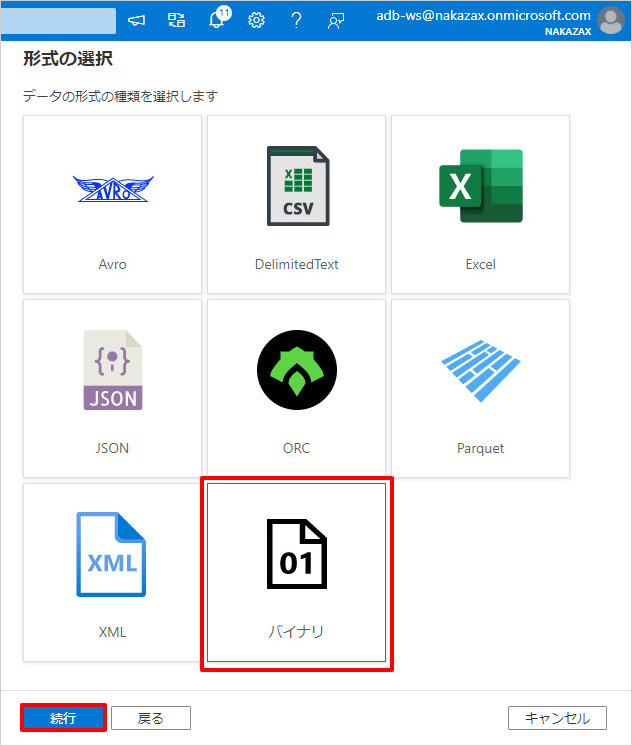 11
adb-ws@nakazax.onmicrosoft.com
NAKAZAX
形式の選択
データの形式の種類を選択します
AVRO
X
CSV
X
Avro
DelimitedText
Excel
{}
JSON
JSON
ORC
Parquet
XML
01
XML
バイナリ
続行
戻る
キャンセル